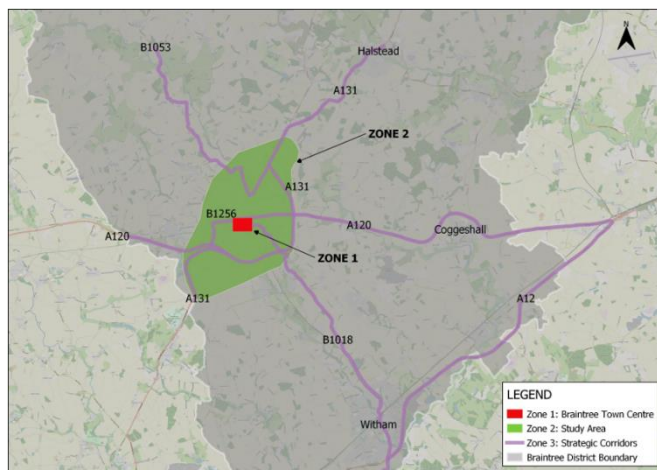 N
B1053
Halstead
A131
ZONE 2
A131
B1256
A120
A120
Coggeshall
ZONE 1
A131
A12
B1018
Witham
LEGEND
Zone 1: Braintree Town Centre
Zone 2: Study Area
Zone 3: Strategic Corridors
Braintree District Boundary